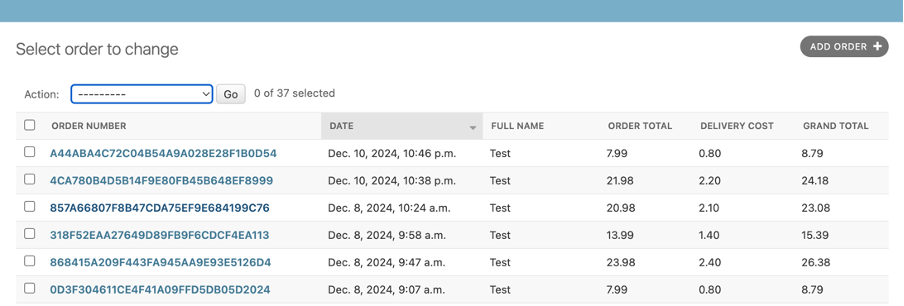 Select order to change
ADD ORDER +
Action: --------- Go 0 of 37 selected
ORDER NUMBER DATE FULL NAME ORDER TOTAL DELIVERY COST GRAND TOTAL
A44ABA4C72C04B54A9A028E28F1B0D54 Dec. 10, 2024, 10:46 p.m. Test 7.99 0.80 8.79
4CA780B4D5B14F9E80FB45B648EF8999 Dec. 10, 2024, 10:38 p.m. Test 21.98 2.20 24.18
857A66807F8B47CDA75EF9E684199C76 Dec. 8, 2024, 10:24 a.m. Test 20.98 2.10 23.08
318F52EAA27649D89FB9F6CDCF4EA113 Dec. 8, 2024, 9:58 a.m. Test 13.99 1.40 15.39
868415A209F443FA945AA9E93E5126D4 Dec. 8, 2024, 9:47 a.m. Test 23.98 2.40 26.38
0D3F304611CE4F41A09FFD5DB05D2024 Dec. 8, 2024, 9:07 a.m. Test 7.99 0.80 8.79